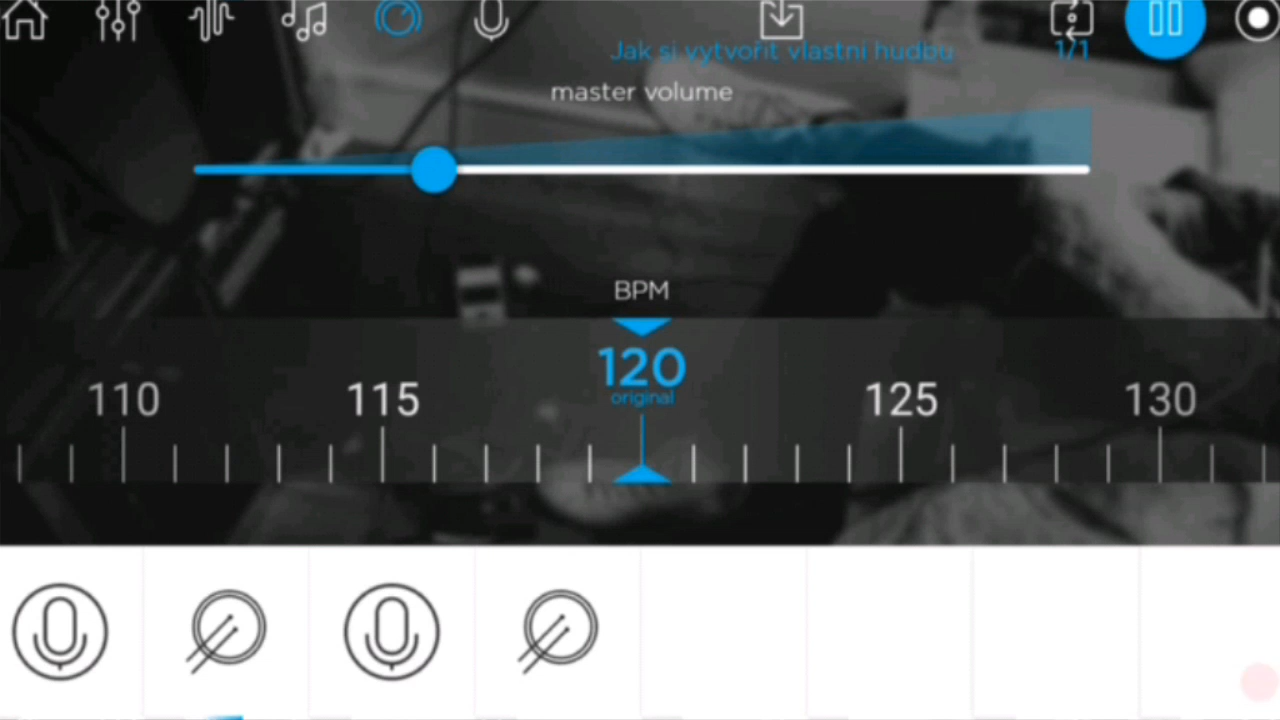 Jak si vytvořit vlastní hudbu
1/1
master volume
BPM
110 115 120 125 130
original